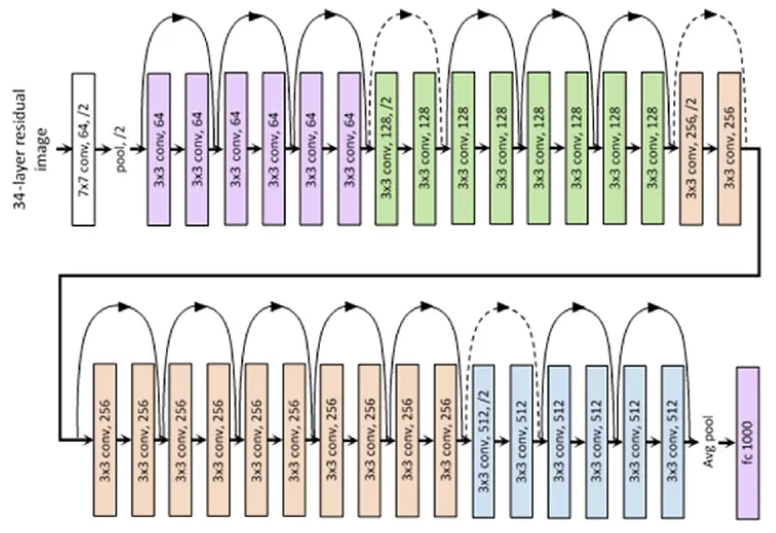 34-layer residual
image
7x7 conv, 64, /2
pool, /2
3x3 conv, 64
3x3 conv, 64
3x3 conv, 64
3x3 conv, 64
3x3 conv, 64
3x3 conv, 64
3x3 conv, 128, /2
3x3 conv, 128
3x3 conv, 128
3x3 conv, 128
3x3 conv, 128
3x3 conv, 128
3x3 conv, 128
3x3 conv, 128
3x3 conv, 256, /2
3x3 conv, 256
3x3 conv, 256
3x3 conv, 256
3x3 conv, 256
3x3 conv, 256
3x3 conv, 256
3x3 conv, 256
3x3 conv, 256
3x3 conv, 256
3x3 conv, 256
3x3 conv, 256
3x3 conv, 512, /2
3x3 conv, 512
3x3 conv, 512
3x3 conv, 512
3x3 conv, 512
3x3 conv, 512
Avg pool
fc 1000